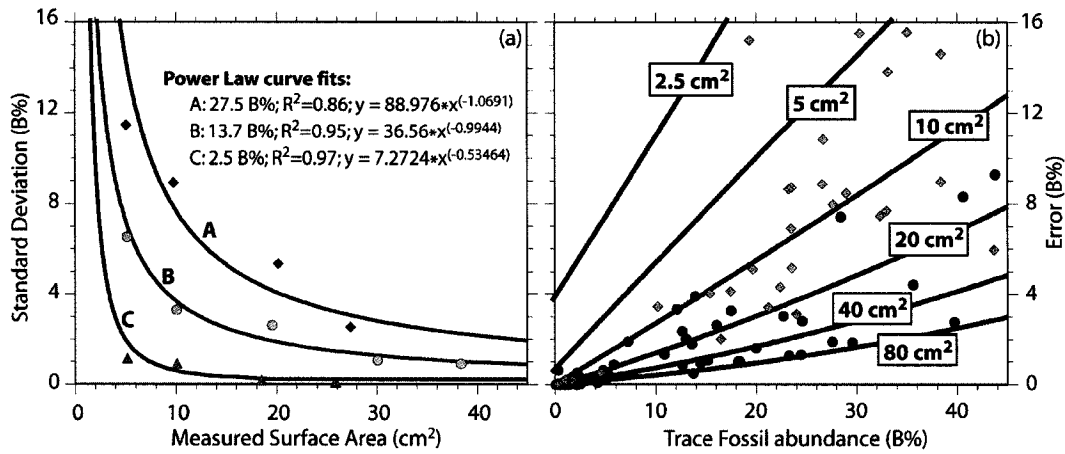 16
12
8
4
0
Standard Deviation (B%)
(a)
Power Law curve fits:
A: 27.5 B%; R²=0.86; y = 88.976*x^(-1.0691)
B: 13.7 B%; R²=0.95; y = 36.56*x^(-0.9944)
C: 2.5 B%; R²=0.97; y = 7.2724*x^(-0.53464)
A
B
C
0 10 20 30 40
Measured Surface Area (cm²)
(b)
2.5 cm²
5 cm²
10 cm²
20 cm²
40 cm²
80 cm²
0 10 20 30 40
Trace Fossil abundance (B%)
16
12
8
4
0
Error (B%)